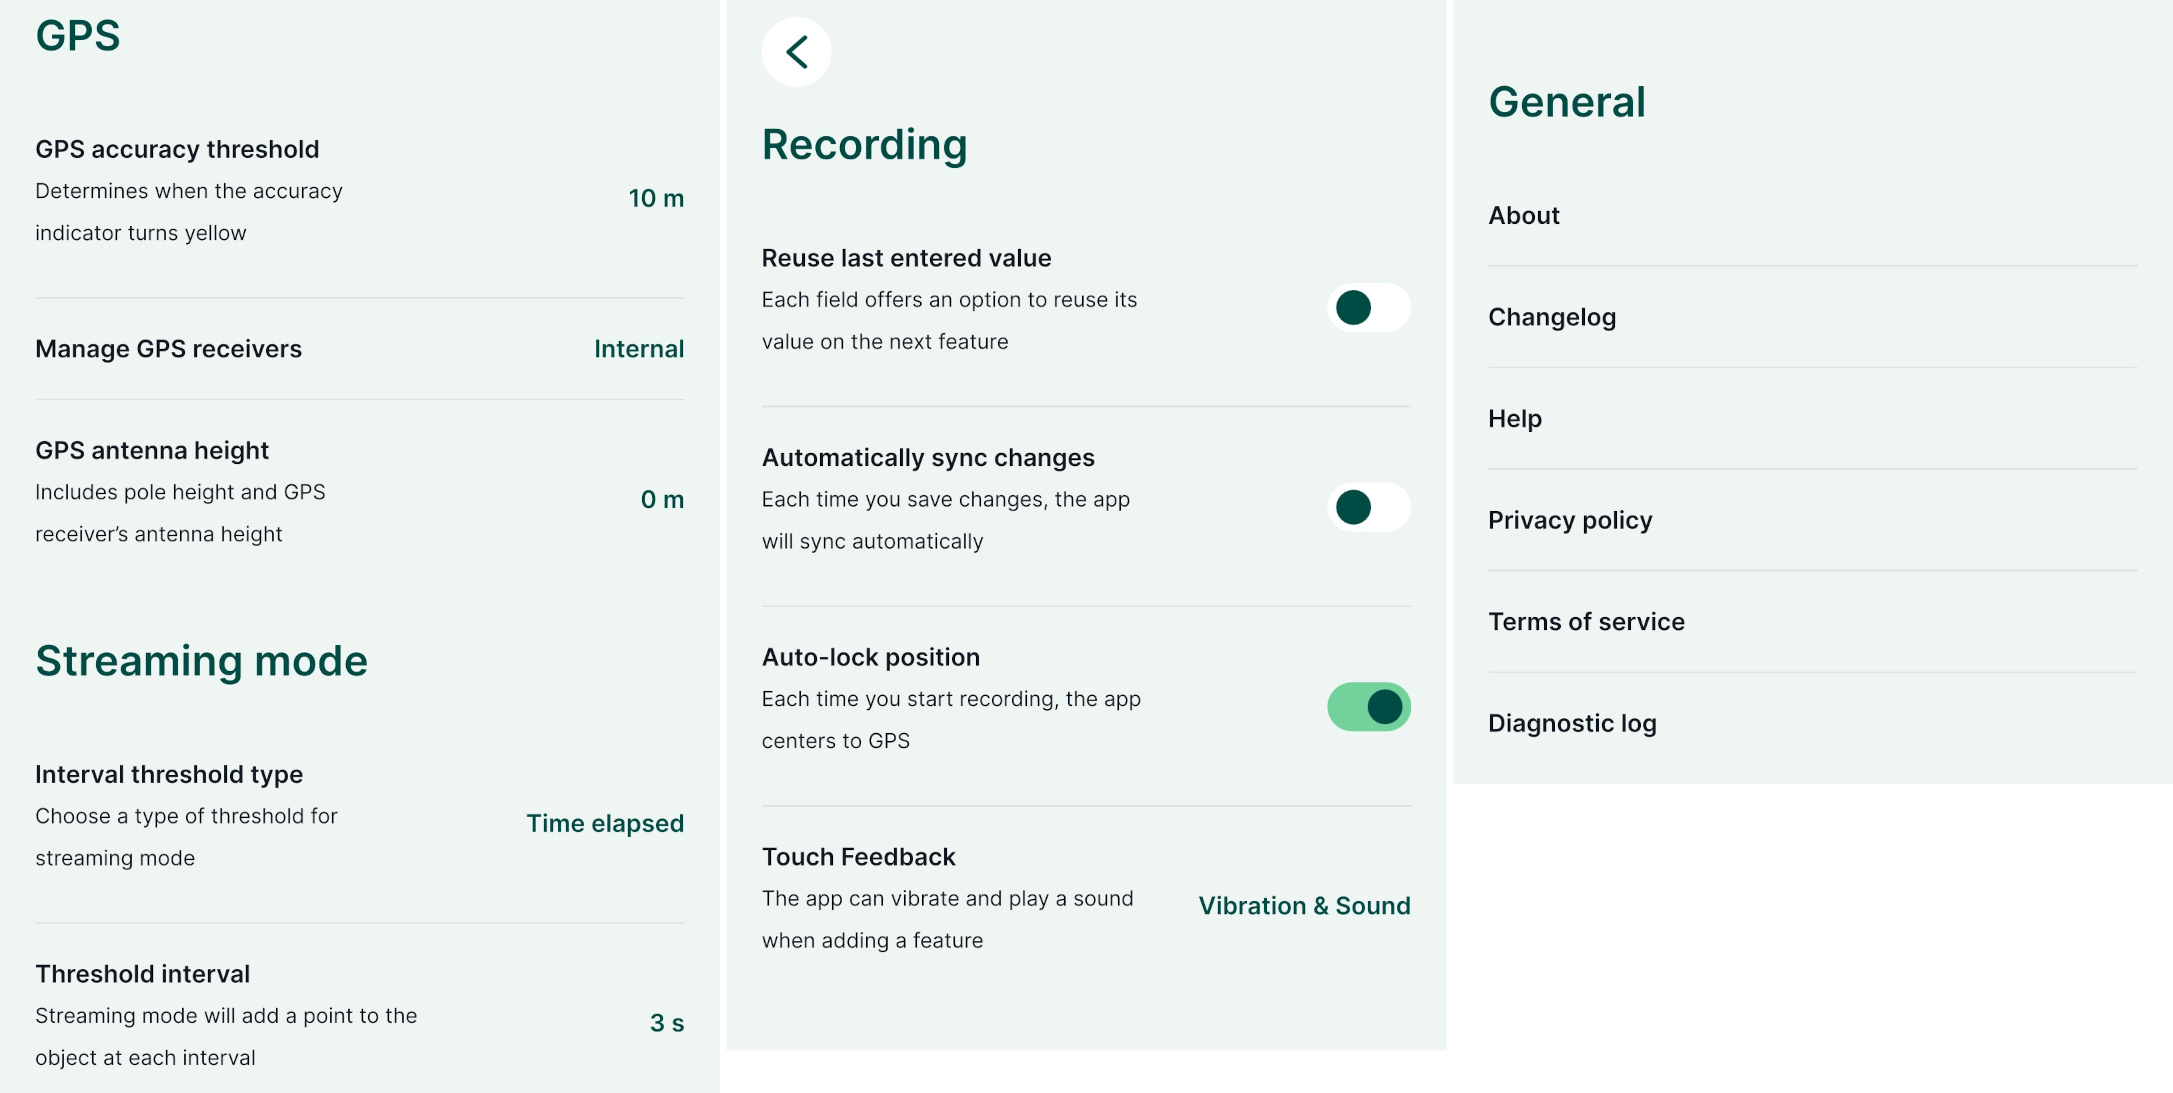 GPS
GPS accuracy threshold
Determines when the accuracy
indicator turns yellow
10 m
Manage GPS receivers
Internal
GPS antenna height
Includes pole height and GPS
receiver’s antenna height
0 m
Streaming mode
Interval threshold type
Choose a type of threshold for
streaming mode
Time elapsed
Threshold interval
Streaming mode will add a point to the
object at each interval
3 s
Recording
Reuse last entered value
Each field offers an option to reuse its
value on the next feature
Automatically sync changes
Each time you save changes, the app
will sync automatically
Auto-lock position
Each time you start recording, the app
centers to GPS
Touch Feedback
The app can vibrate and play a sound
when adding a feature
Vibration & Sound
General
About
Changelog
Help
Privacy policy
Terms of service
Diagnostic log